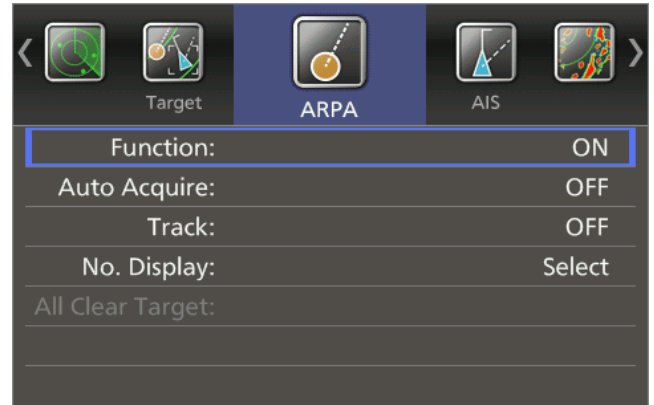 Target ARPA AIS
Function: ON
Auto Acquire: OFF
Track: OFF
No. Display: Select
All Clear Target: